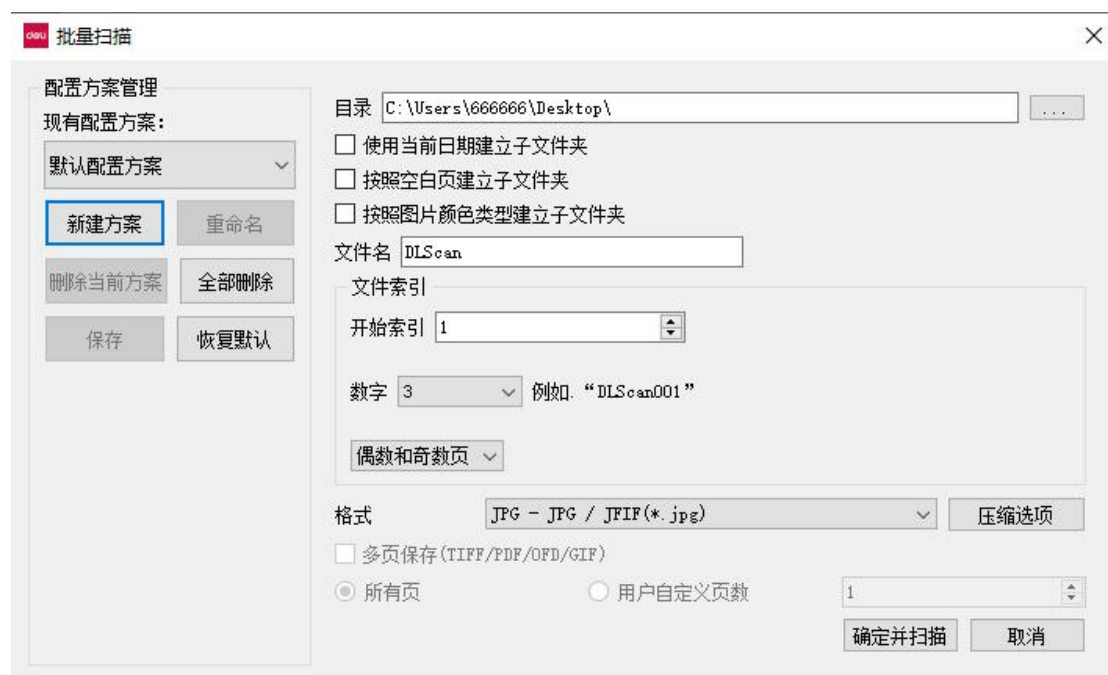 deli 批量扫描
配置方案管理
现有配置方案：
默认配置方案
新建方案 重命名
删除当前方案 全部删除
保存 恢复默认
目录 C:\Users\666666\Desktop\ ...
使用当前日期建立子文件夹
按照空白页建立子文件夹
按照图片颜色类型建立子文件夹
文件名 DLScan
文件索引
开始索引 1
数字 3 例如.“DLScan001”
偶数和奇数页
格式 JPG - JPG / JFIF(*.jpg) 压缩选项
多页保存(TIFF/PDF/OFD/GIF)
所有页 用户自定义页数 1
确定并扫描 取消